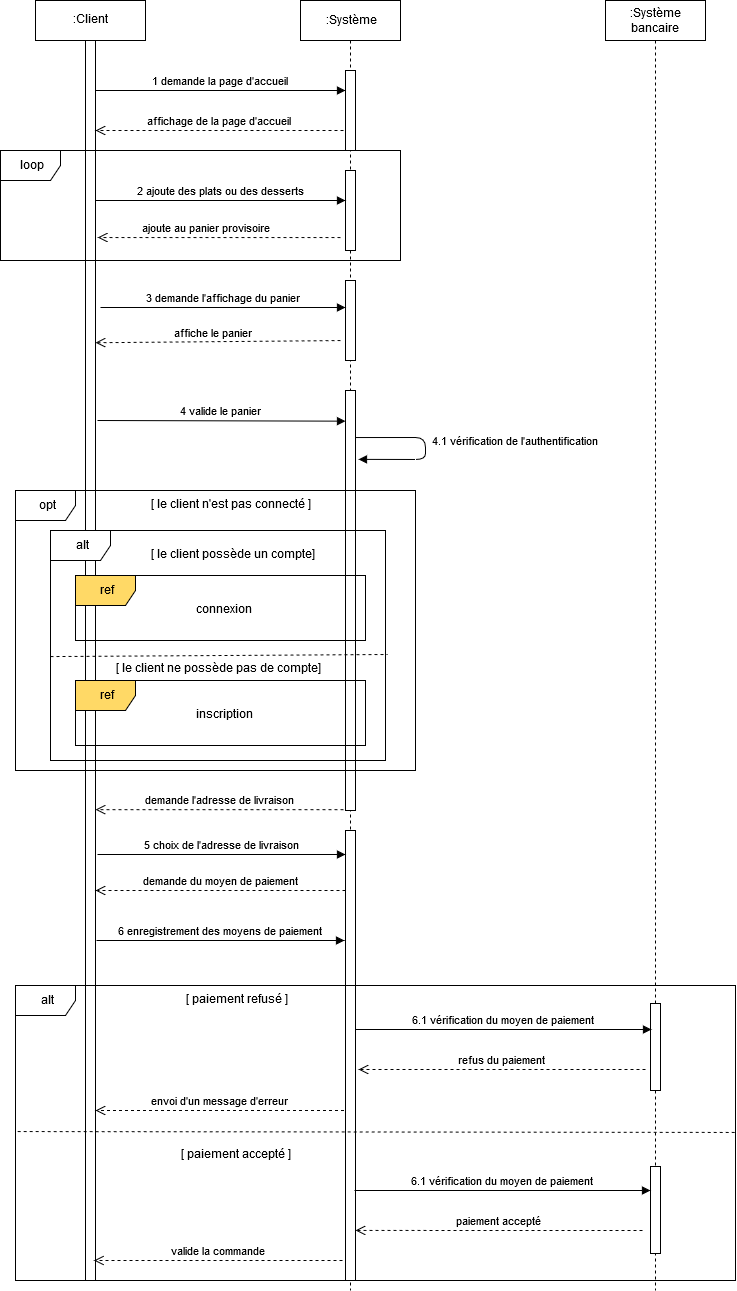 :Client
:Système
:Système
bancaire
1 demande la page d'accueil
affichage de la page d'accueil
loop
2 ajoute des plats ou des desserts
ajoute au panier provisoire
3 demande l'affichage du panier
affiche le panier
4 valide le panier
4.1 vérification de l'authentification
opt
[ le client n'est pas connecté ]
alt
[ le client possède un compte]
ref
connexion
[ le client ne possède pas de compte]
ref
inscription
demande l'adresse de livraison
5 choix de l'adresse de livraison
demande du moyen de paiement
6 enregistrement des moyens de paiement
alt
[ paiement refusé ]
6.1 vérification du moyen de paiement
refus du paiement
envoi d'un message d'erreur
[ paiement accepté ]
6.1 vérification du moyen de paiement
paiement accepté
valide la commande